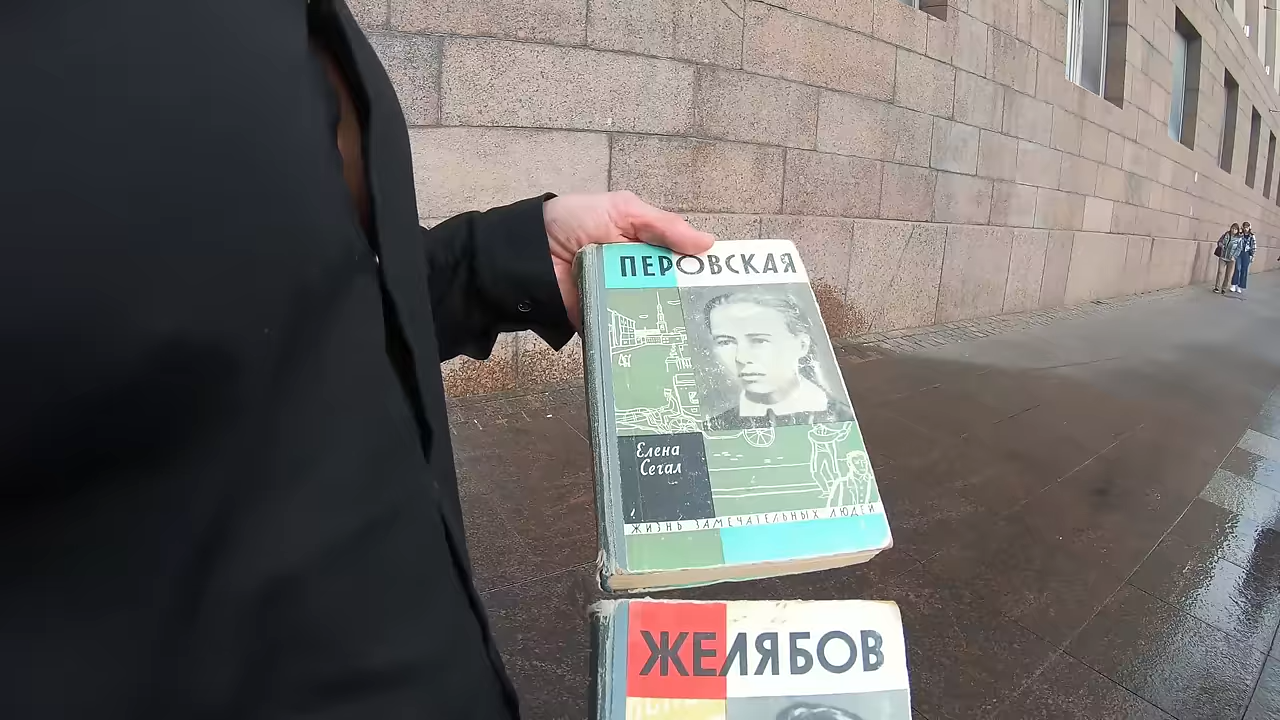 ПЕРОВСКАЯ
Елена
Сегал
ЖИЗНЬ ЗАМЕЧАТЕЛЬНЫХ ЛЮДЕЙ
ЖЕЛЯБОВ